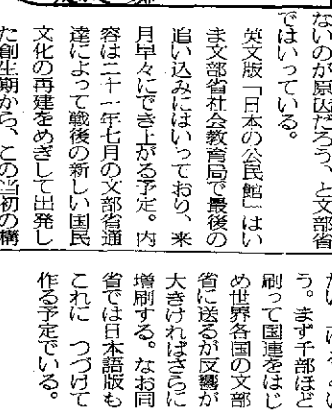 ないのが原因だろう、と文部省
ではいっている。
英文版「日本の公民館」はい
ま文部省社会教育局で最後の
追い込みにはいっており、来
月早々にでき上がる予定。内
容は二十一年七月の文部省通
達によって戦後の新しい国民
文化の再建をめざして出発し
た創生期から、この当初の構
う。まず千部ほど
刷って国連をはじ
め世界各国の文部
省に送るが反響が
大きければさらに
増刷する。なお同
省では日本語版も
これに つづけて
作る予定でいる。